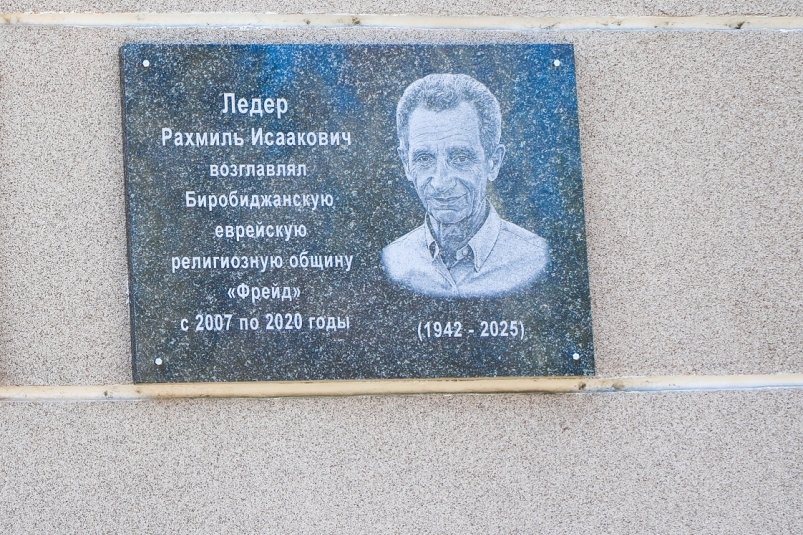 Ледер
Рахмиль Исаакович
возглавлял
Биробиджанскую
еврейскую
религиозную общину
«Фрейд»
с 2007 по 2020 годы
(1942 - 2025)